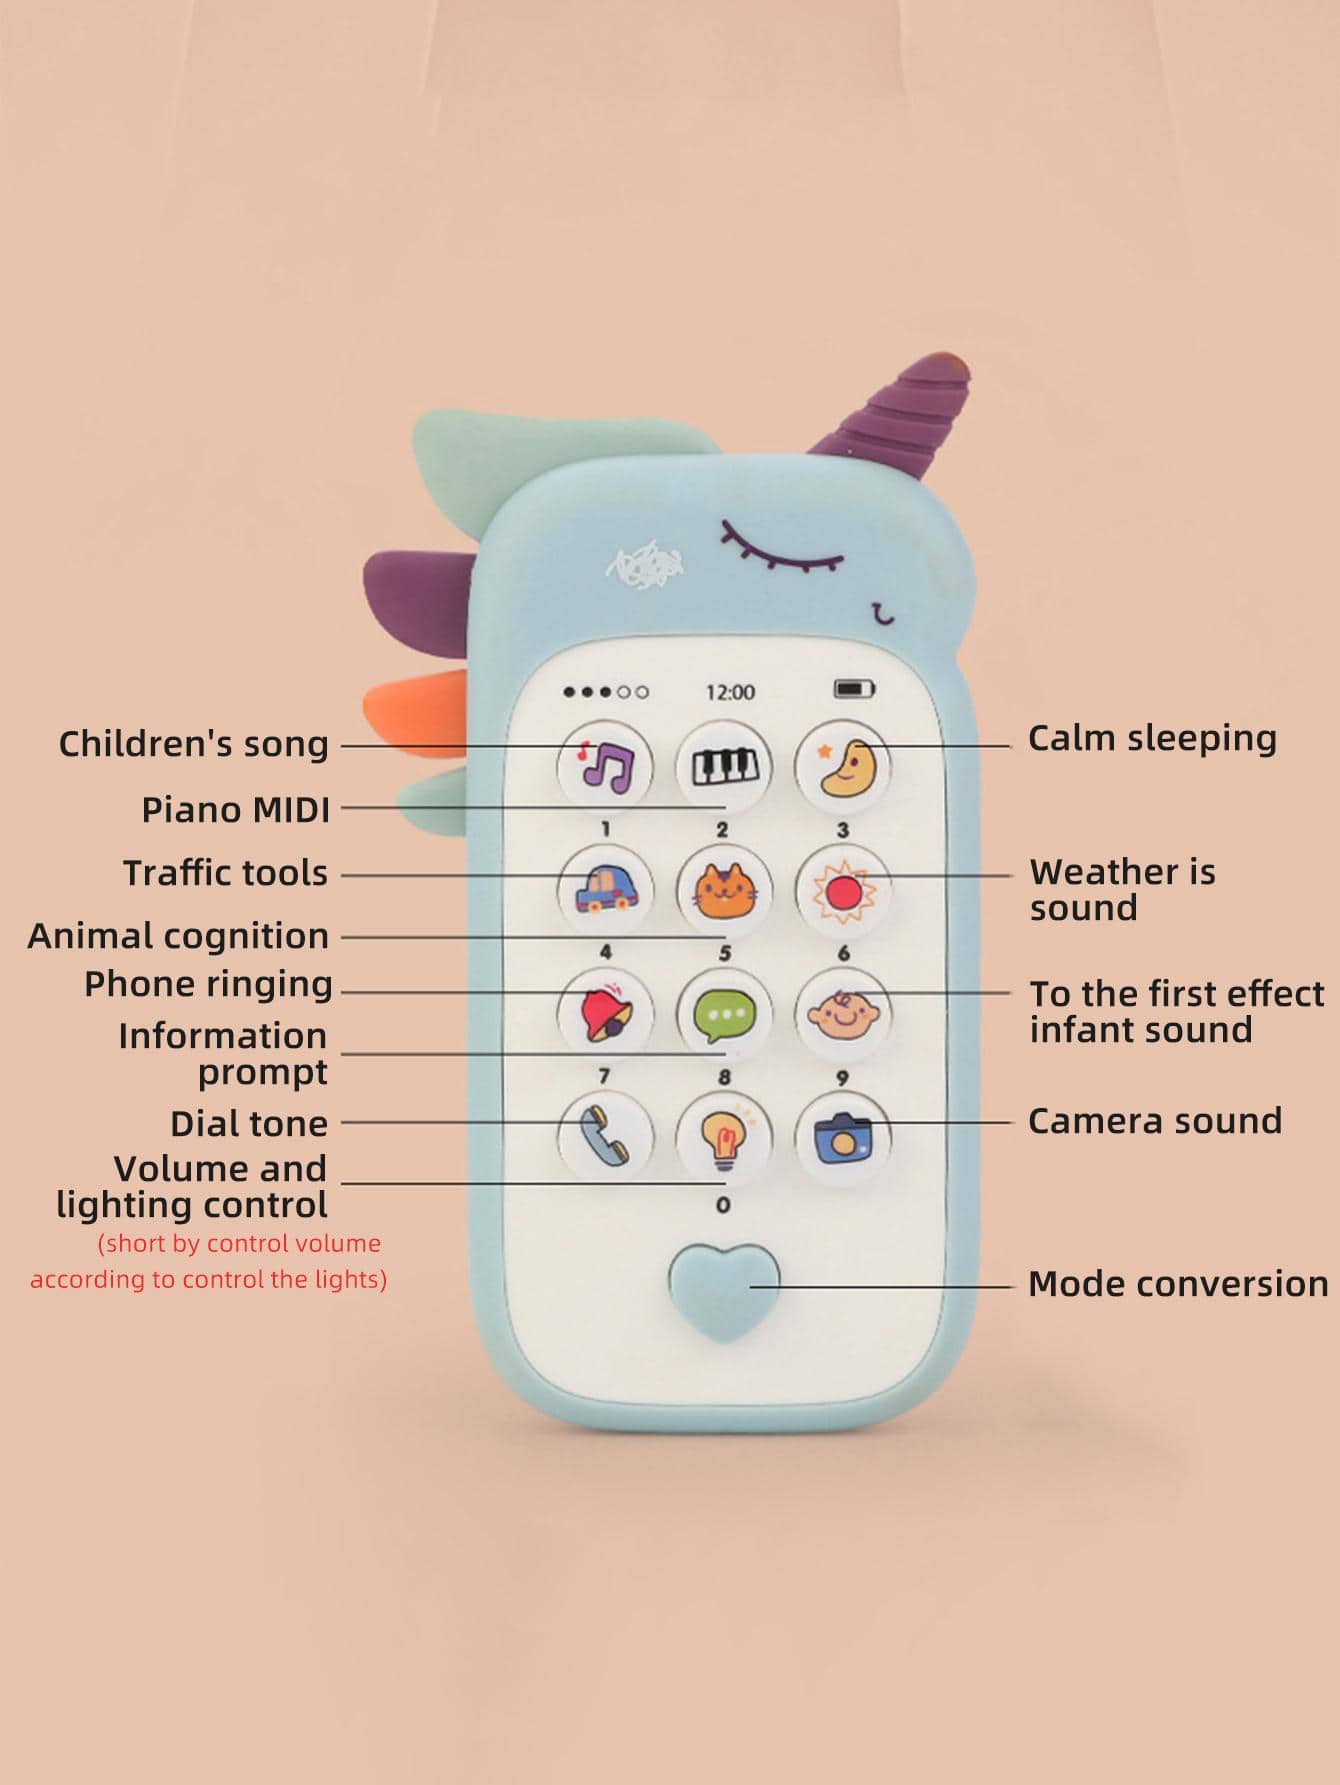 12:00
Children's song
Piano MIDI
Traffic tools
Animal cognition
Phone ringing
Information
prompt
Dial tone
Volume and
lighting control
(short by control volume
according to control the lights)
1
2
3
4
5
6
7
8
9
0
Calm sleeping
Weather is
sound
To the first effect
infant sound
Camera sound
Mode conversion